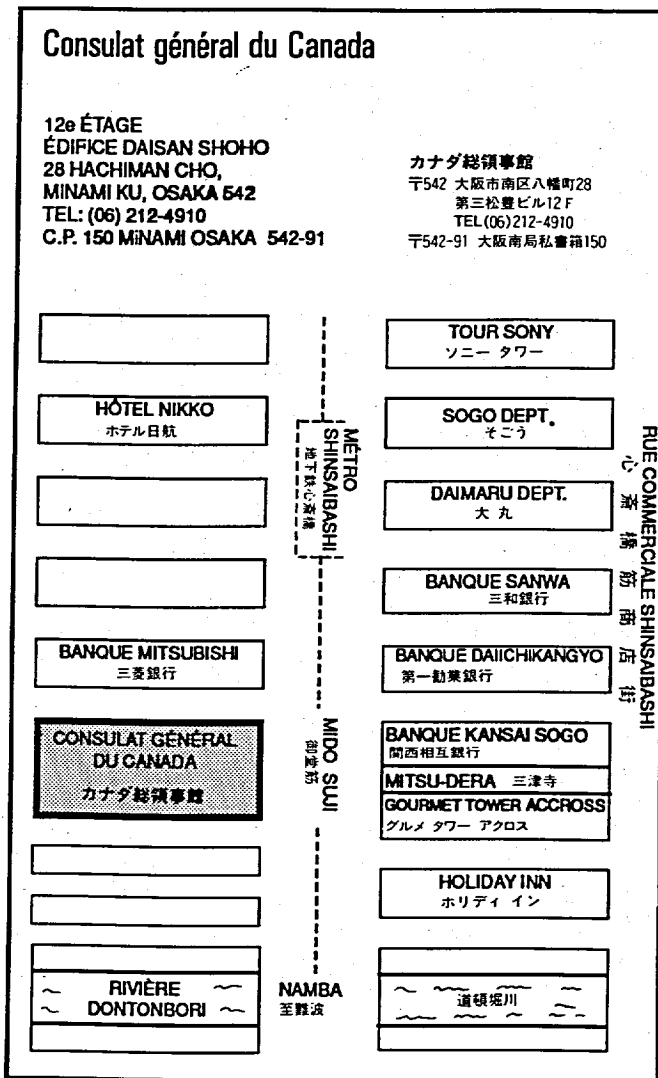 Consulat général du Canada
12e ÉTAGE
ÉDIFICE DAISAN SHOHO
28 HACHIMAN CHO,
MINAMI KU, OSAKA 542
TEL: (06) 212-4910
C.P. 150 MINAMI OSAKA 542-91
カナダ総領事館
〒542 大阪市南区八幡町28
第三松豊ビル12F
TEL(06)212-4910
〒542-91 大阪南局私書箱150
TOUR SONY
ソニー タワー
HÔTEL NIKKO
ホテル日航
MÉTRO
SHINSAIBASHI
地下鉄心斎橋
SOGO DEPT.
そごう
DAIMARU DEPT.
大丸
BANQUE SANWA
三和銀行
RUE COMMERCIALE SHINSAIBASHI
心斎橋筋商店街
BANQUE MITSUBISHI
三菱銀行
BANQUE DAIICHIKANGYO
第一勧業銀行
CONSULAT GÉNÉRAL
DU CANADA
カナダ総領事館
MIDO SUJI
御堂筋
BANQUE KANSAI SOGO
関西相互銀行
MITSU-DERA 三津寺
GOURMET TOWER ACCROSS
グルメ タワー アクロス
HOLIDAY INN
ホリディ イン
RIVIÈRE
DONTONBORI
NAMBA
至難波
道頓堀川